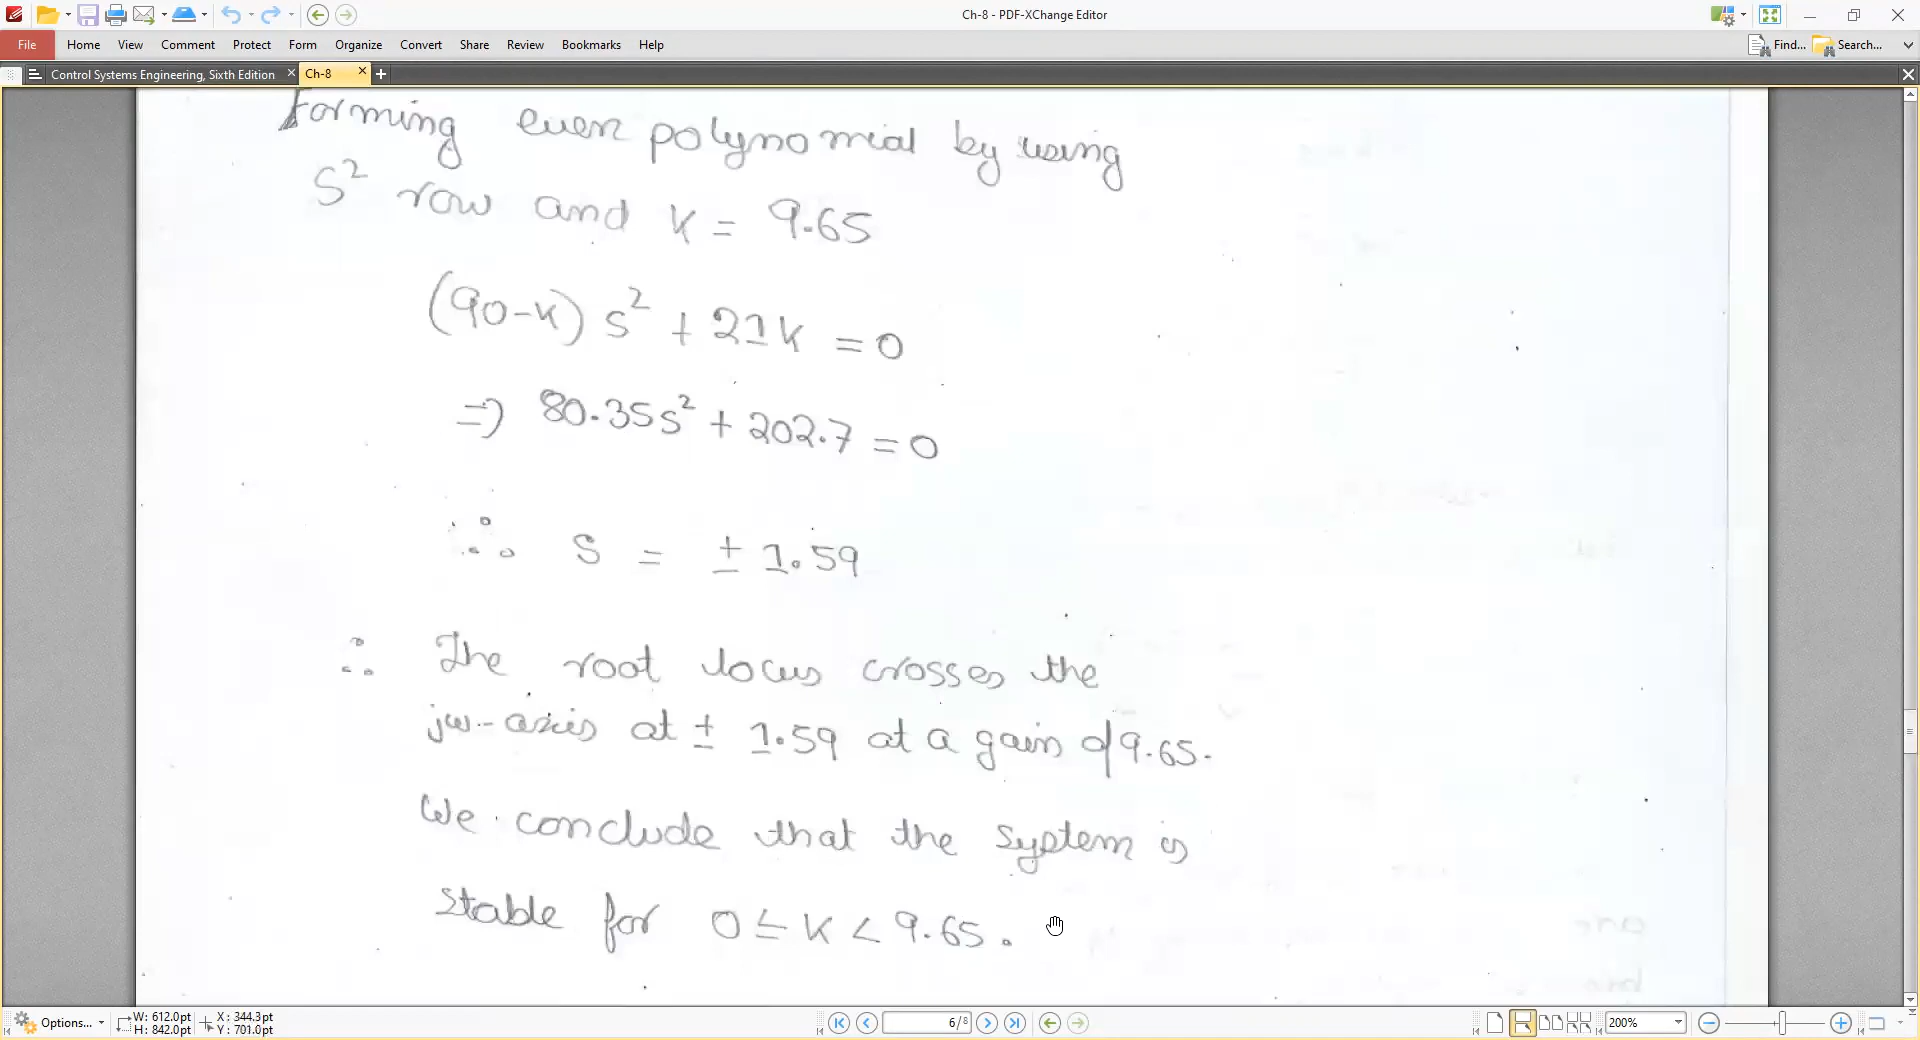 Ch-8 - PDF-XChange Editor
File Home View Comment Protect Form Organize Convert Share Review Bookmarks Help Find... Search...
Control Systems Engineering, Sixth Edition Ch-8
Forming even polynomial by using
S² row and K = 9.65
(90-K) S² + 21K = 0
=> 80.35S² + 202.7 = 0
∴ S = ± 1.59
∴ The root locus crosses the
jω-axis at ± 1.59 at a gain of 9.65.
We conclude that the system is
stable for 0 ≤ K < 9.65.
Options... W: 612.0pt X: 344.3pt 6/8 200%
H: 842.0pt Y: 701.0pt